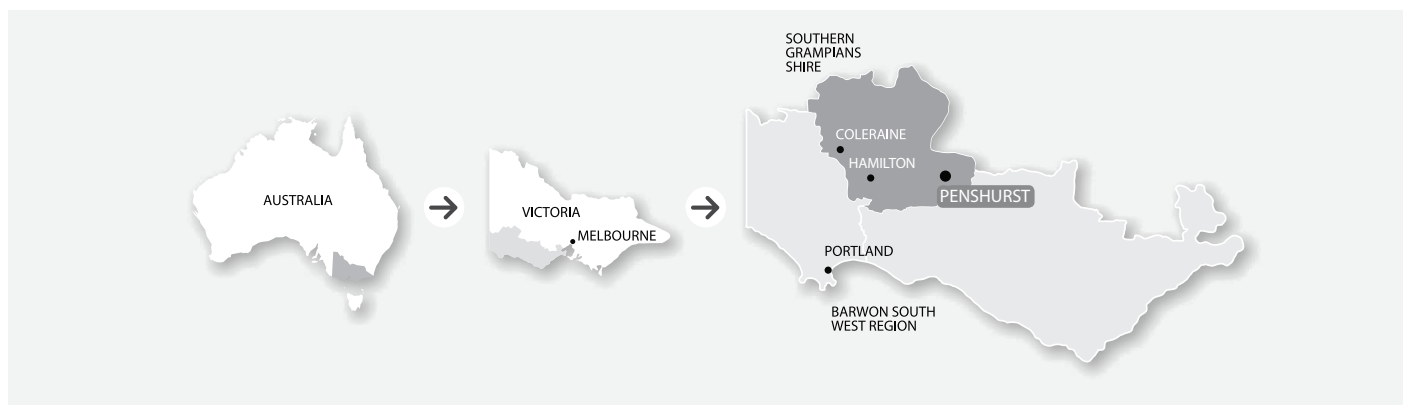 AUSTRALIA
VICTORIA
MELBOURNE
SOUTHERN
GRAMPIANS
SHIRE
COLERAINE
HAMILTON
PENSHURST
PORTLAND
BARWON SOUTH
WEST REGION